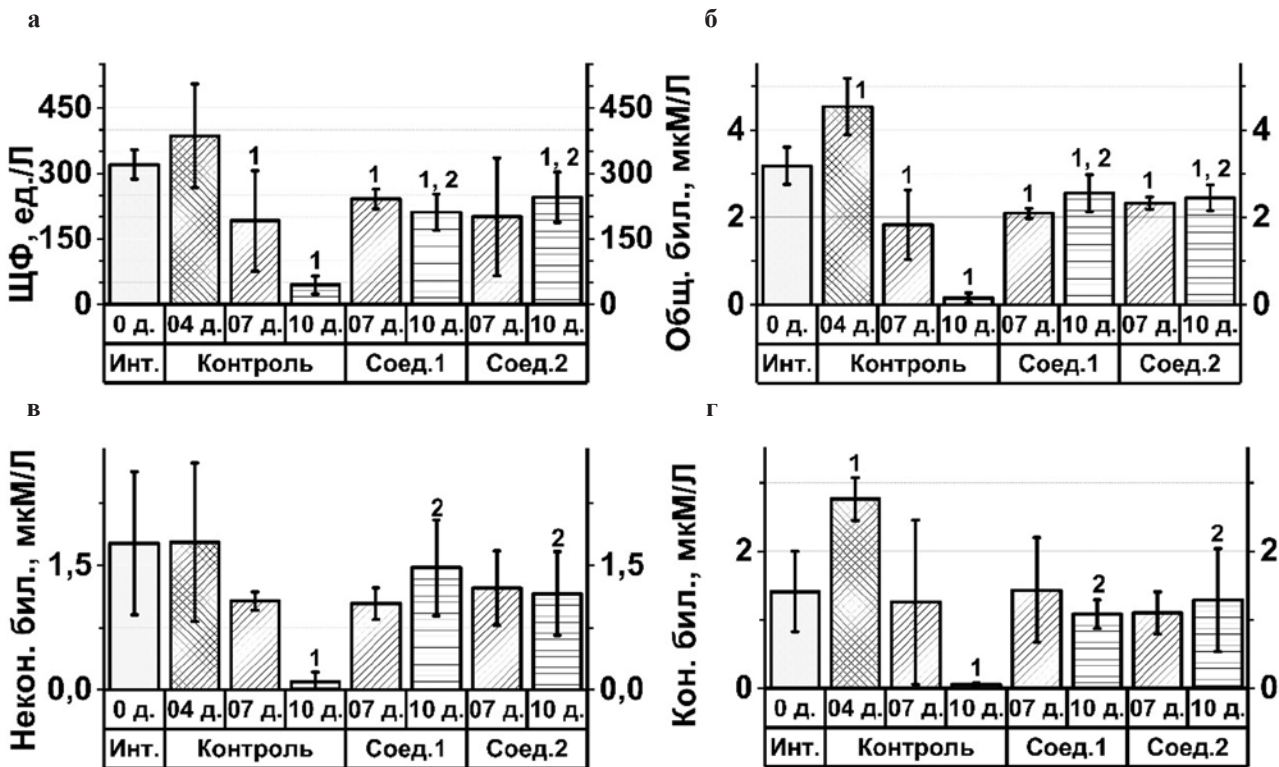 а
ЩФ, ед./Л
450
300
150
0
1
1
1
1, 2
1, 2
450
300
150
0
0 д. 04 д. 07 д. 10 д. 07 д. 10 д. 07 д. 10 д.
Инт. Контроль Соед.1 Соед.2
б
Общ. бил., мкМ/Л
4
2
0
1
1
1
1
1, 2
1
1, 2
4
2
0
0 д. 04 д. 07 д. 10 д. 07 д. 10 д. 07 д. 10 д.
Инт. Контроль Соед.1 Соед.2
в
Некон. бил., мкМ/Л
1,5
0,0
1
2
2
1,5
0,0
0 д. 04 д. 07 д. 10 д. 07 д. 10 д. 07 д. 10 д.
Инт. Контроль Соед.1 Соед.2
г
Кон. бил., мкМ/Л
2
0
1
1
2
2
2
0
0 д. 04 д. 07 д. 10 д. 07 д. 10 д. 07 д. 10 д.
Инт. Контроль Соед.1 Соед.2